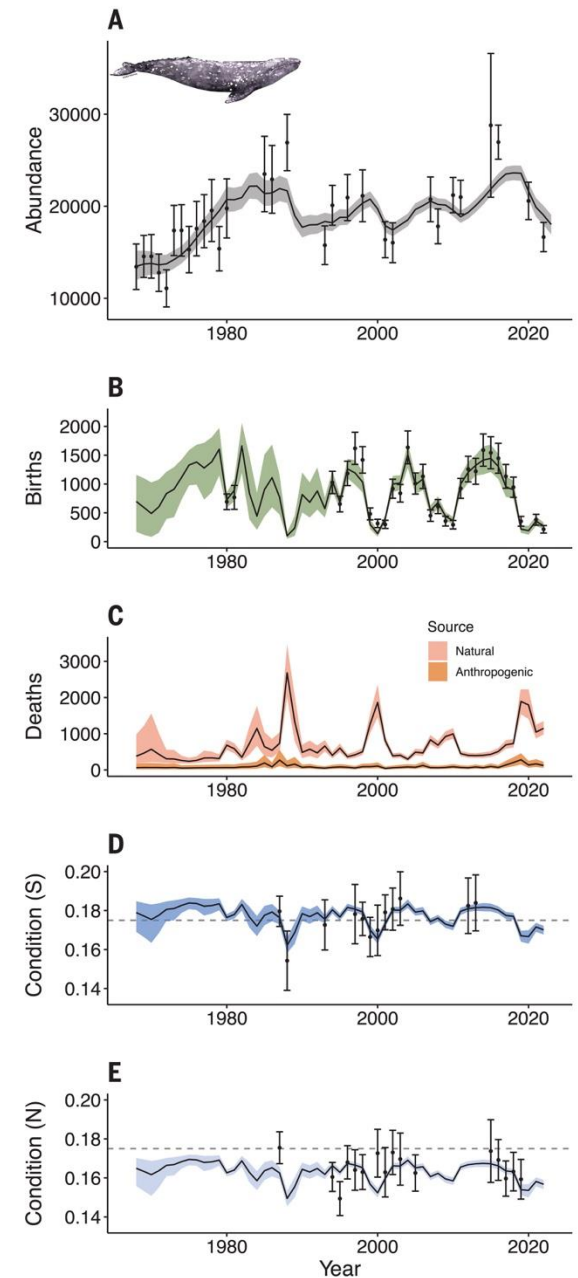 A
Abundance
30000
20000
10000
1980 2000 2020
B
Births
2000
1500
1000
500
0
1980 2000 2020
C
Source
Natural
Anthropogenic
Deaths
3000
2000
1000
0
1980 2000 2020
D
Condition (S)
0.20
0.18
0.16
0.14
1980 2000 2020
E
Condition (N)
0.20
0.18
0.16
0.14
1980 2000 2020
Year